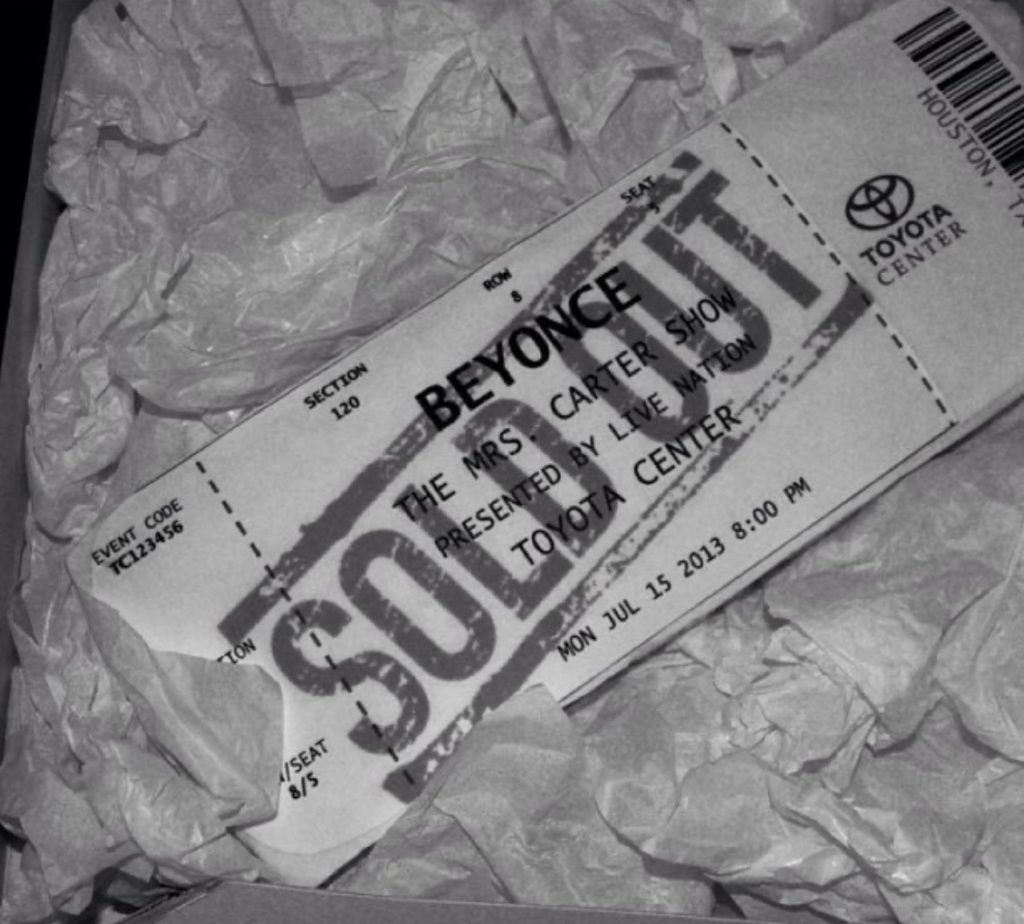 HOUSTON,
TOYOTA
CENTER
SEAT
5
ROW
8
SECTION
120
BEYONCE
THE MRS. CARTER SHOW
PRESENTED BY LIVE NATION
TOYOTA CENTER
MON JUL 15 2013 8:00 PM
SOLD OUT
EVENT CODE
TC123456
TION
/SEAT
8/5